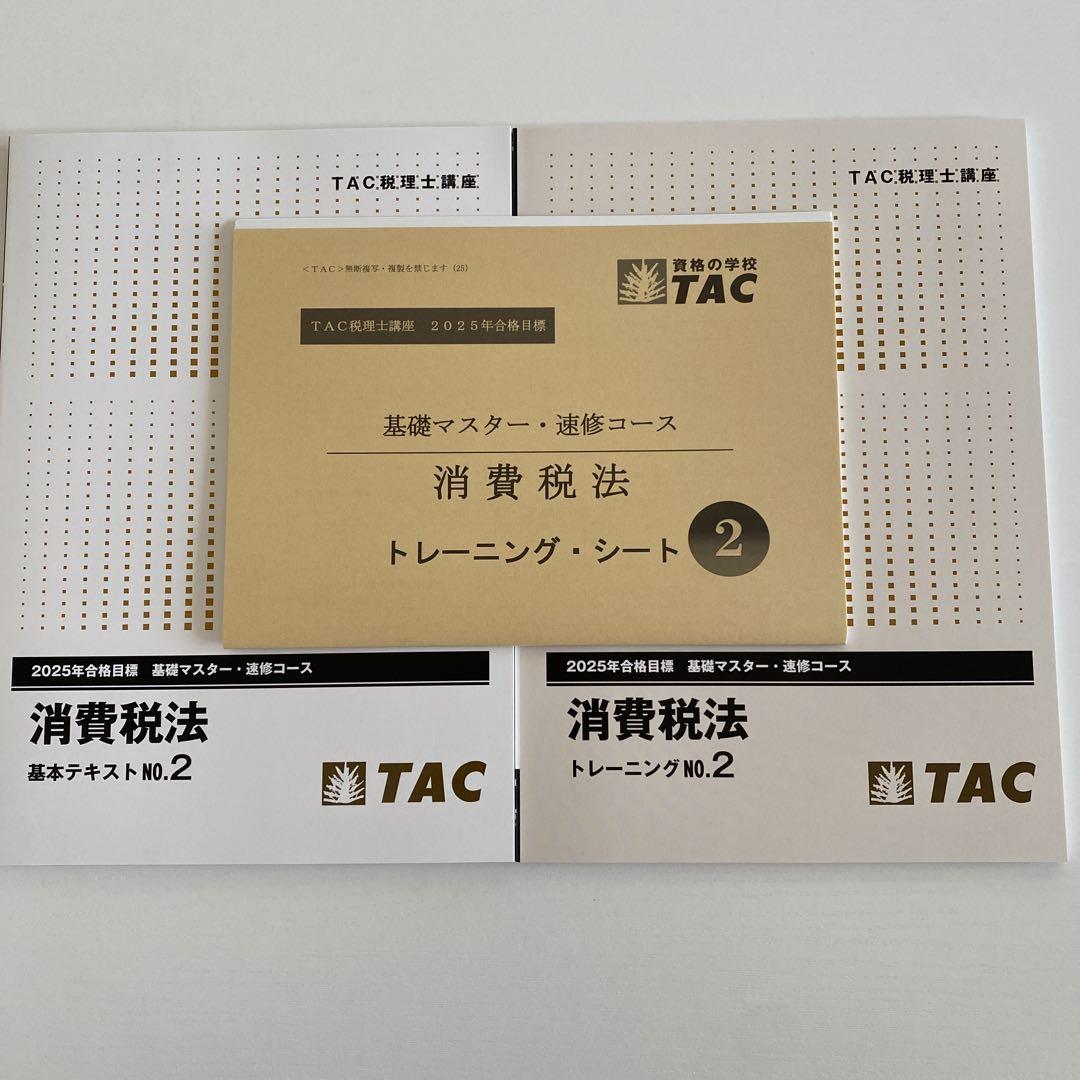 TAC税理士講座
2025年合格目標 基礎マスター・速修コース
消費税法
基本テキストNO.2
TAC
<TAC>無断複写・複製を禁じます (25)
資格の学校
TAC
TAC税理士講座 2025年合格目標
基礎マスター・速修コース
消費税法
トレーニング・シート 2
TAC税理士講座
2025年合格目標 基礎マスター・速修コース
消費税法
トレーニングNO.2
TAC